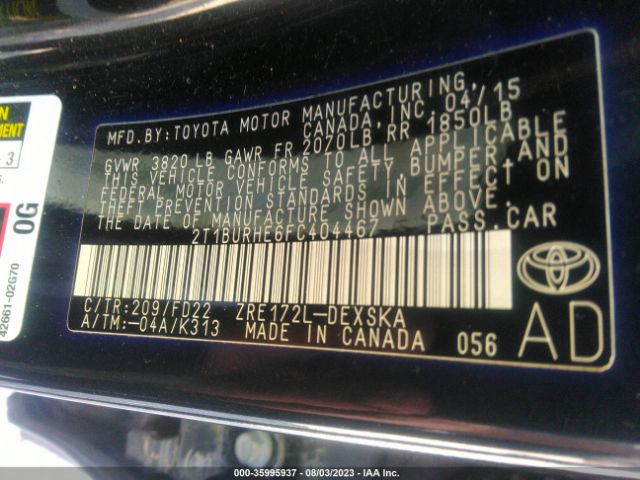 MFD.BY:TOYOTA MOTOR MANUFACTURING,
CANADA, INC. 04/15
GVWR 3820 LB GAWR FR 2070LB RR 1850LB
THIS VEHICLE CONFORMS TO ALL APPLICABLE
FEDERAL MOTOR VEHICLE SAFETY, BUMPER, AND
THEFT PREVENTION STANDARDS IN EFFECT ON
THE DATE OF MANUFACTURE SHOWN ABOVE.
2T1BURHE6FC404467 PASS.CAR
C/TR:209/FD22 ZRE172L-DEXSKA
A/TM:-04A/K313 MADE IN CANADA 056
AD
0G
42661-02G70
000-35995937 - 08/03/2023 - IAA Inc.